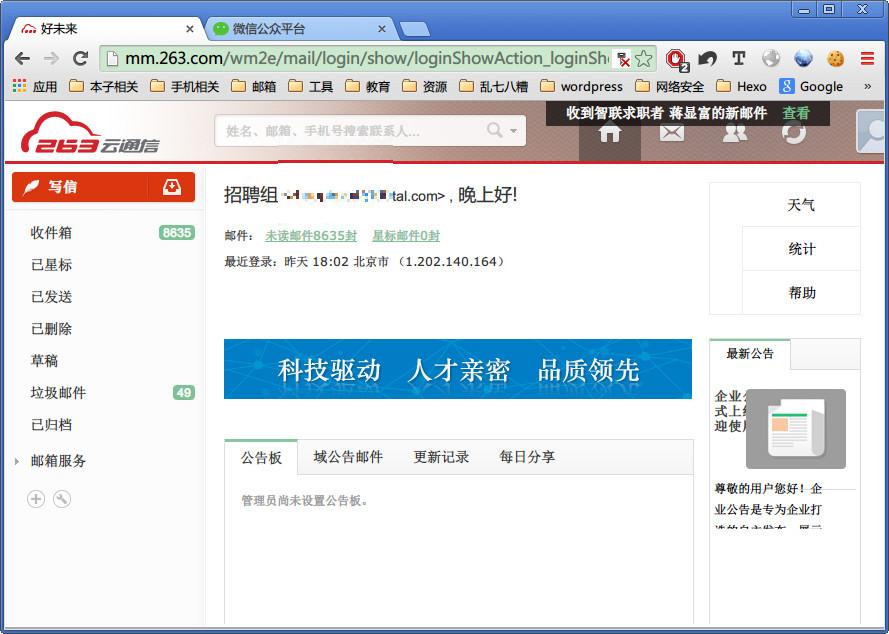 好未来
微信公众平台
mm.263.com/wm2e/mail/login/show/loginShowAction_loginSh
2
应用 本子相关 手机相关 邮箱 工具 教育 资源 乱七八糟 wordpress 网络安全 Hexo Google »
收到智联求职者 蒋显富的新邮件 查看
263云通信
姓名、邮箱、手机号搜索联系人...
写信
招聘组 tal.com>,晚上好!
天气
收件箱 8635
邮件： 未读邮件8635封 星标邮件0封
统计
已星标
最近登录：昨天 18:02 北京市 （1.202.140.164）
帮助
已发送
已删除
草稿
垃圾邮件 49
已归档
邮箱服务
科技驱动 人才亲密 品质领先
最新公告
企业
式上
迎使
公告板 域公告邮件 更新记录 每日分享
管理员尚未设置公告板。
尊敬的用户您好！企
业公告是专为企业打